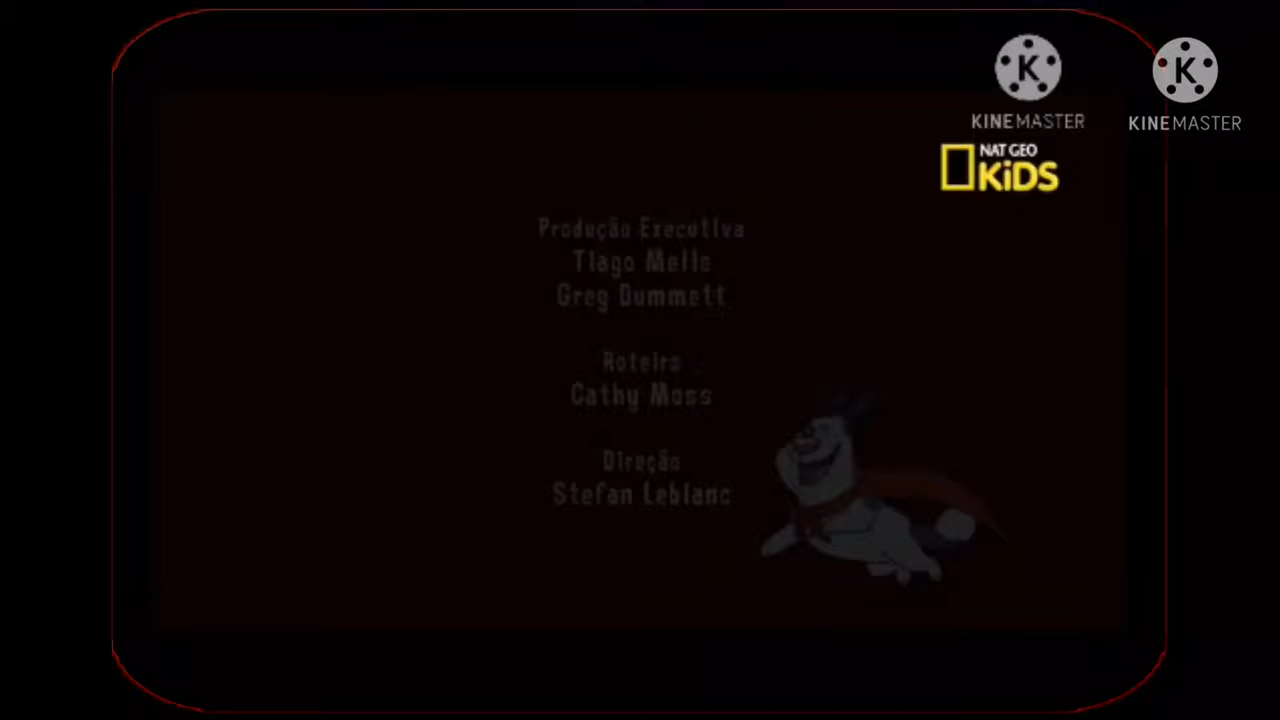 K
KINEMASTER
K
KINEMASTER
NAT GEO
KiDS
Produção Executiva
Tiago Mello
Greg Dummett
Roteiro
Cathy Moss
Direção
Stefan Leblanc